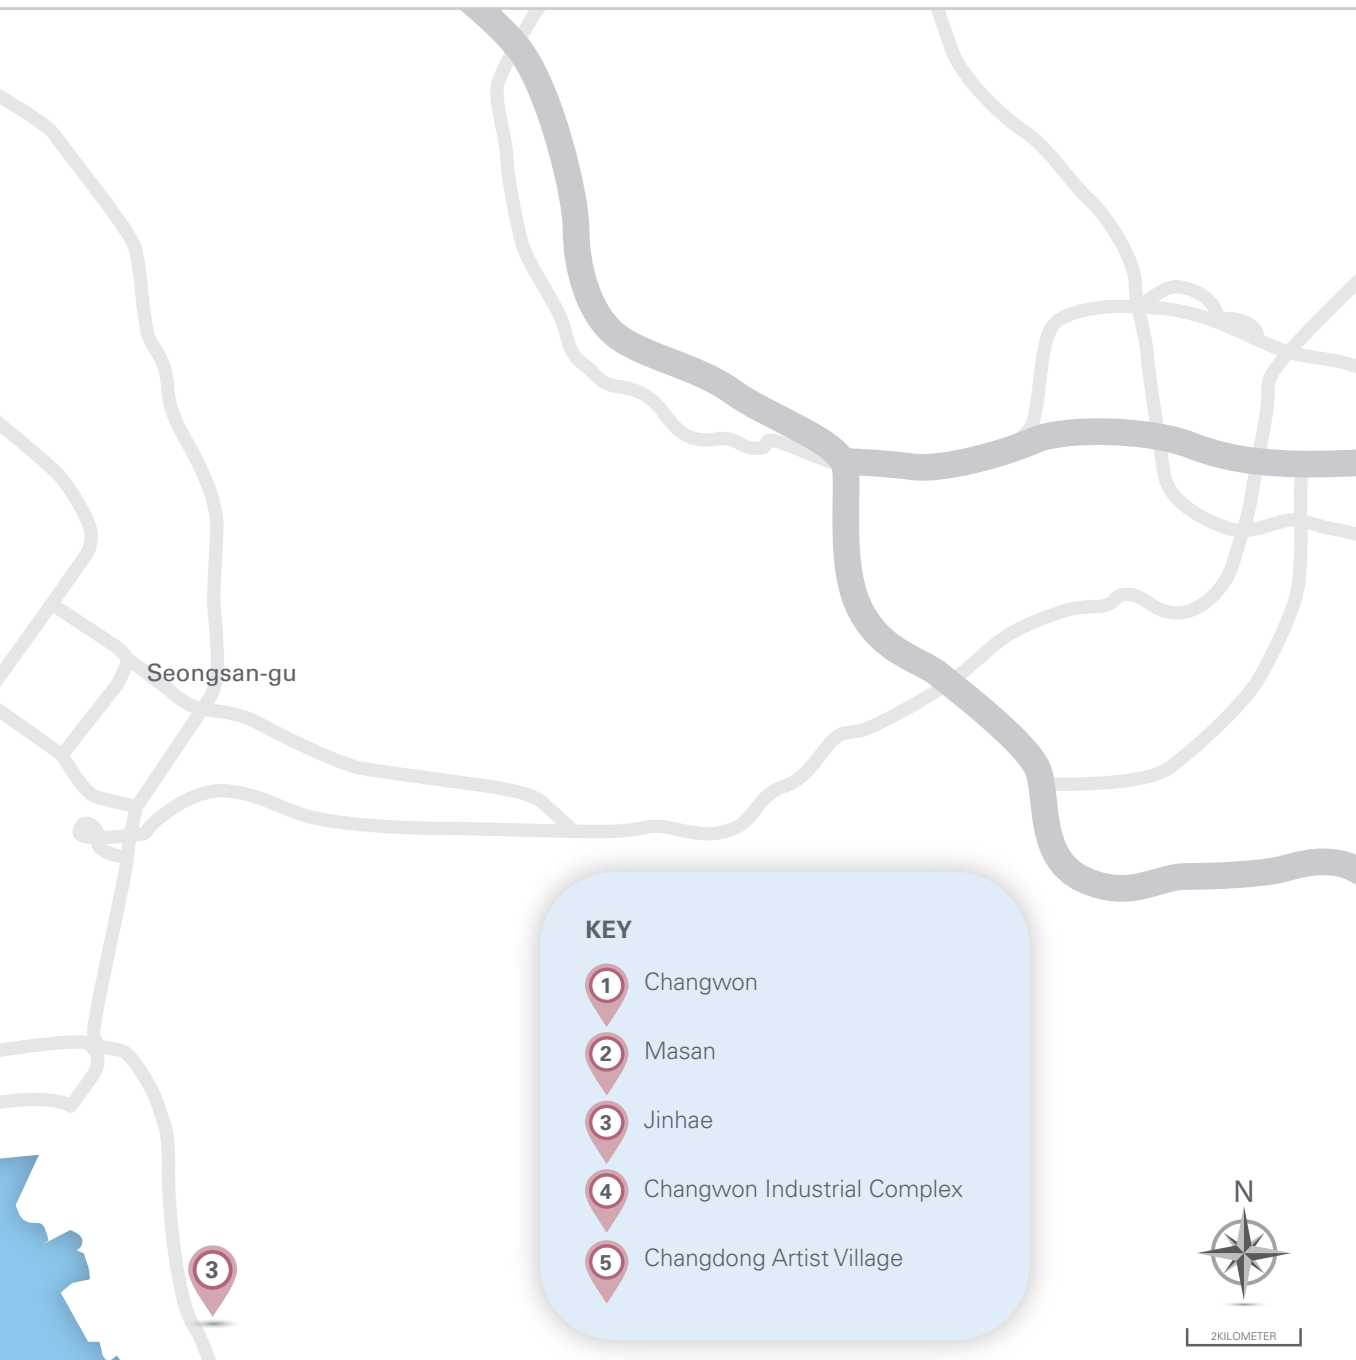 Seongsan-gu
KEY
1 Changwon
2 Masan
3 Jinhae
4 Changwon Industrial Complex
5 Changdong Artist Village
N
3
2KILOMETER